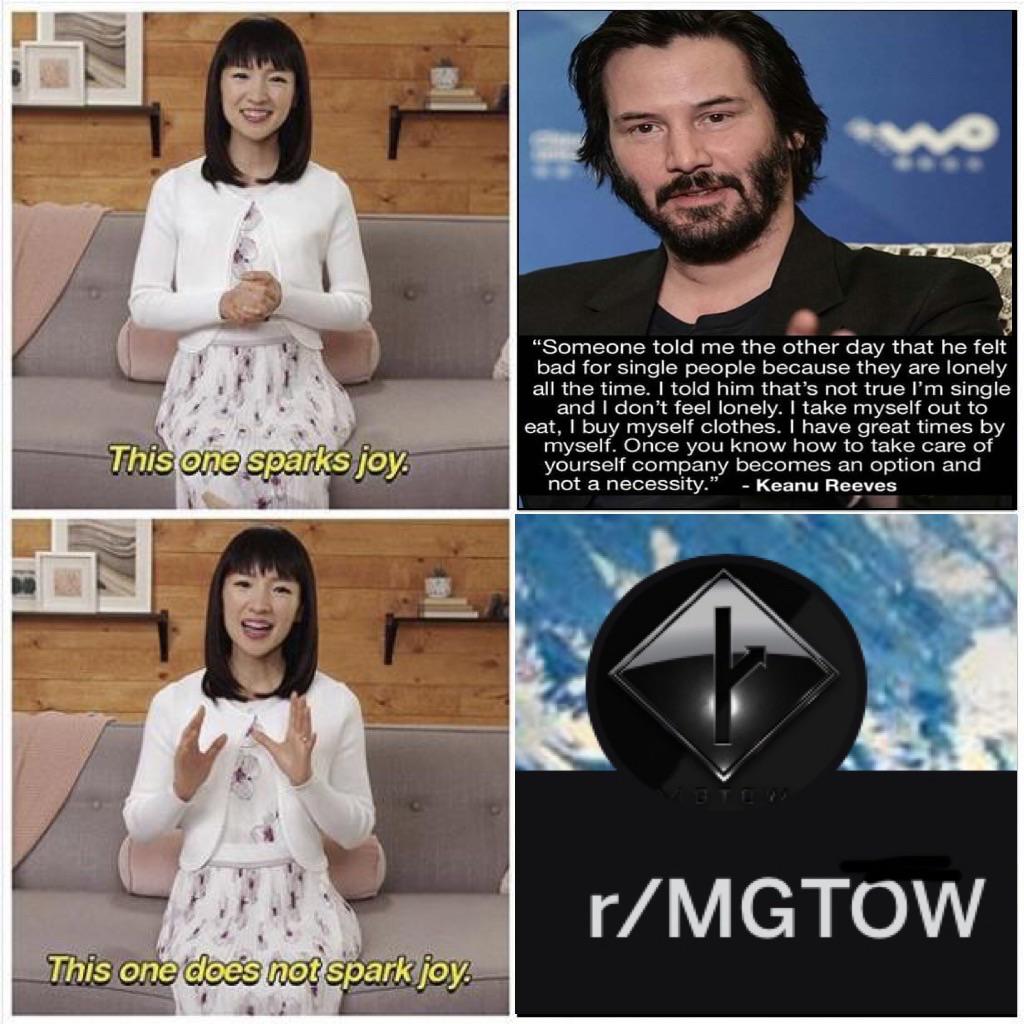 This one sparks joy.
“Someone told me the other day that he felt
bad for single people because they are lonely
all the time. I told him that’s not true I’m single
and I don’t feel lonely. I take myself out to
eat, I buy myself clothes. I have great times by
myself. Once you know how to take care of
yourself company becomes an option and
not a necessity.” - Keanu Reeves
This one does not spark joy.
MGTOW
r/MGTOW